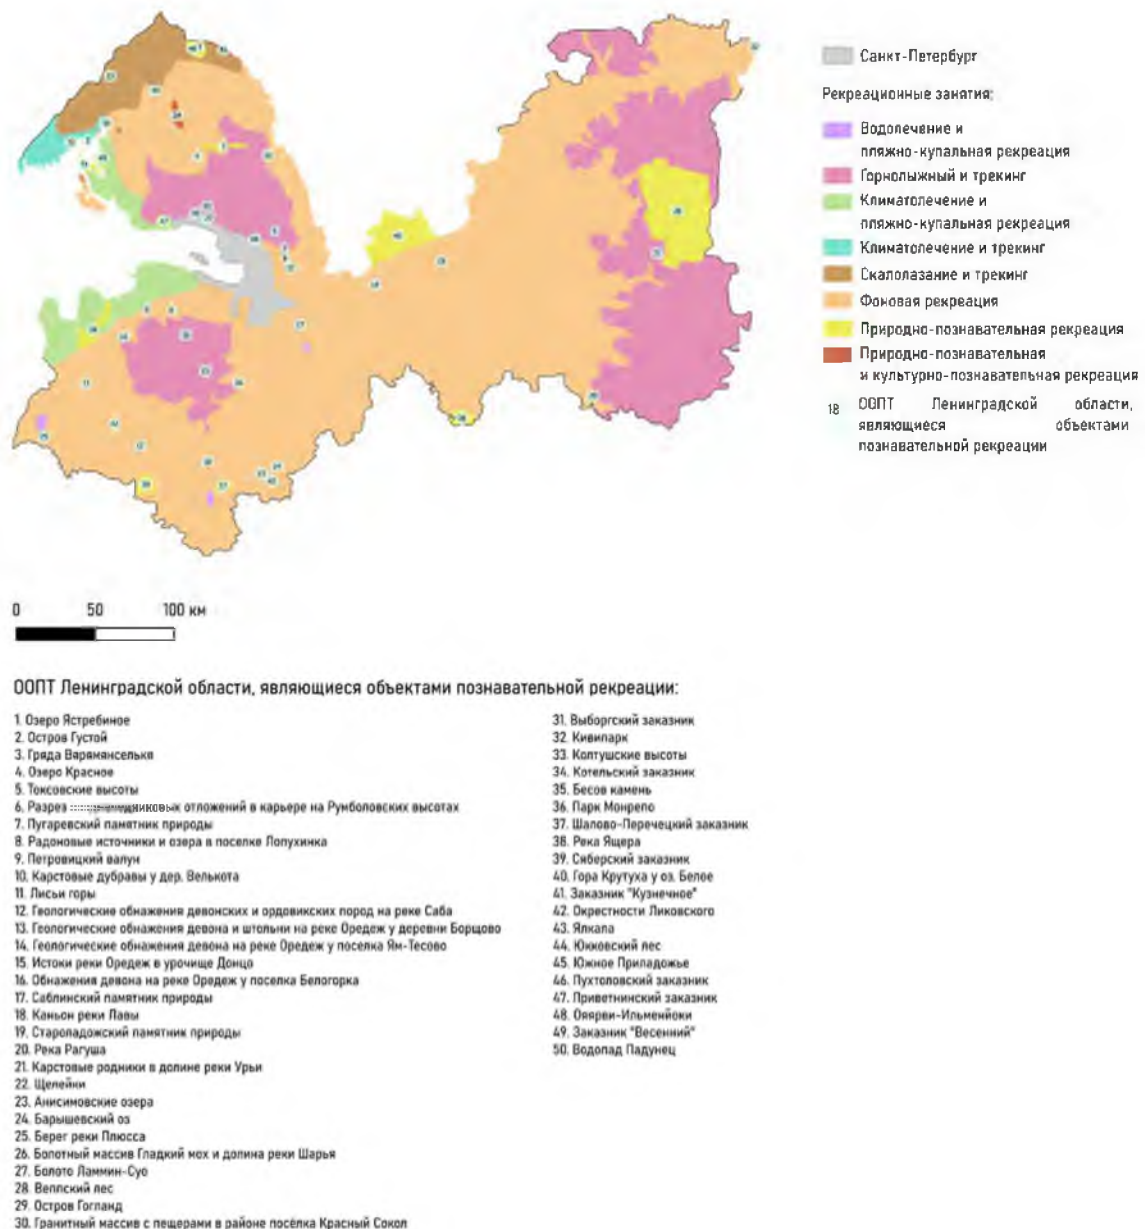 Санкт-Петербург
Рекреационные занятия:
Водолечение и
пляжно-купальная рекреация
Горнолыжный и трекинг
Климатолечение и
пляжно-купальная рекреация
Климатолечение и трекинг
Скалолазание и трекинг
Фоновая рекреация
Природно-познавательная рекреация
Природно-познавательная
и культурно-познавательная рекреация
18 ООПТ Ленинградской области,
являющиеся объектами
познавательной рекреации
0 50 100 км
ООПТ Ленинградской области, являющиеся объектами познавательной рекреации:
1. Озеро Ястребиное
2. Остров Густой
3. Гряда Вярямянселькя
4. Озеро Красное
5. Токсовские высоты
6. Разрез отложений в карьере на Румболовских высотах
7. Пугаревский памятник природы
8. Радоновые источники и озера в поселке Лопухинка
9. Петровицкий валун
10. Карстовые дубравы у дер. Велькота
11. Лисьи горы
12. Геологические обнажения девонских и ордовикских пород на реке Саба
13. Геологические обнажения девона и штольни на реке Оредеж у деревни Борщово
14. Геологические обнажения девона на реке Оредеж у поселка Ям-Тесово
15. Истоки реки Оредеж в урочище Донцо
16. Обнажения девона на реке Оредеж у поселка Белогорка
17. Саблинский памятник природы
18. Каньон реки Лавы
19. Староладожский памятник природы
20. Река Рагуша
21. Карстовые родники в долине реки Урьи
22. Щелейки
23. Анисимовские озера
24. Барышевский оз
25. Берег реки Плюсса
26. Болотный массив Гладкий мох и долина реки Шарья
27. Болото Ламмин-Суо
28 Вепсский лес
29. Остров Гогланд
30. Гранитный массив с пещерами в районе посёлка Красный Сокол
31. Выборгский заказник
32. Кивипарк
33. Колтушские высоты
34. Котельский заказник
35. Бесов камень
36. Парк Монрепо
37. Шалово-Перечецкий заказник
38. Река Ящера
39. Сяберский заказник
40. Гора Крутуха у оз. Белое
41. Заказник "Кузнечное"
42. Окрестности Ликовского
43. Ялкала
44. Юкковский лес
45. Южное Приладожье
46. Пухтоловский заказник
47. Приветнинский заказник
48. Ояярви-Ильменйоки
49. Заказник "Весенний"
50. Водопад Падунец